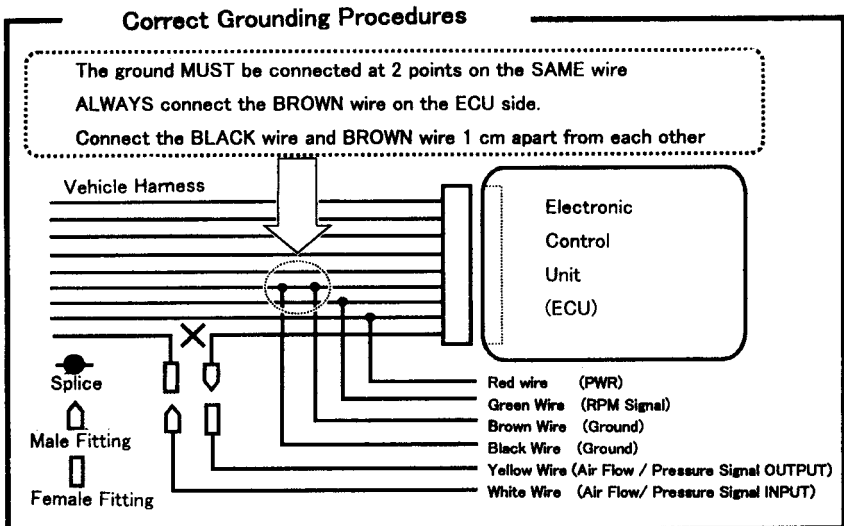 Correct Grounding Procedures
The ground MUST be connected at 2 points on the SAME wire
ALWAYS connect the BROWN wire on the ECU side.
Connect the BLACK wire and BROWN wire 1 cm apart from each other
Vehicle Harness
Electronic
Control
Unit
(ECU)
Splice
Male Fitting
Female Fitting
Red wire (PWR)
Green Wire (RPM Signal)
Brown Wire (Ground)
Black Wire (Ground)
Yellow Wire (Air Flow / Pressure Signal OUTPUT)
White Wire (Air Flow/ Pressure Signal INPUT)